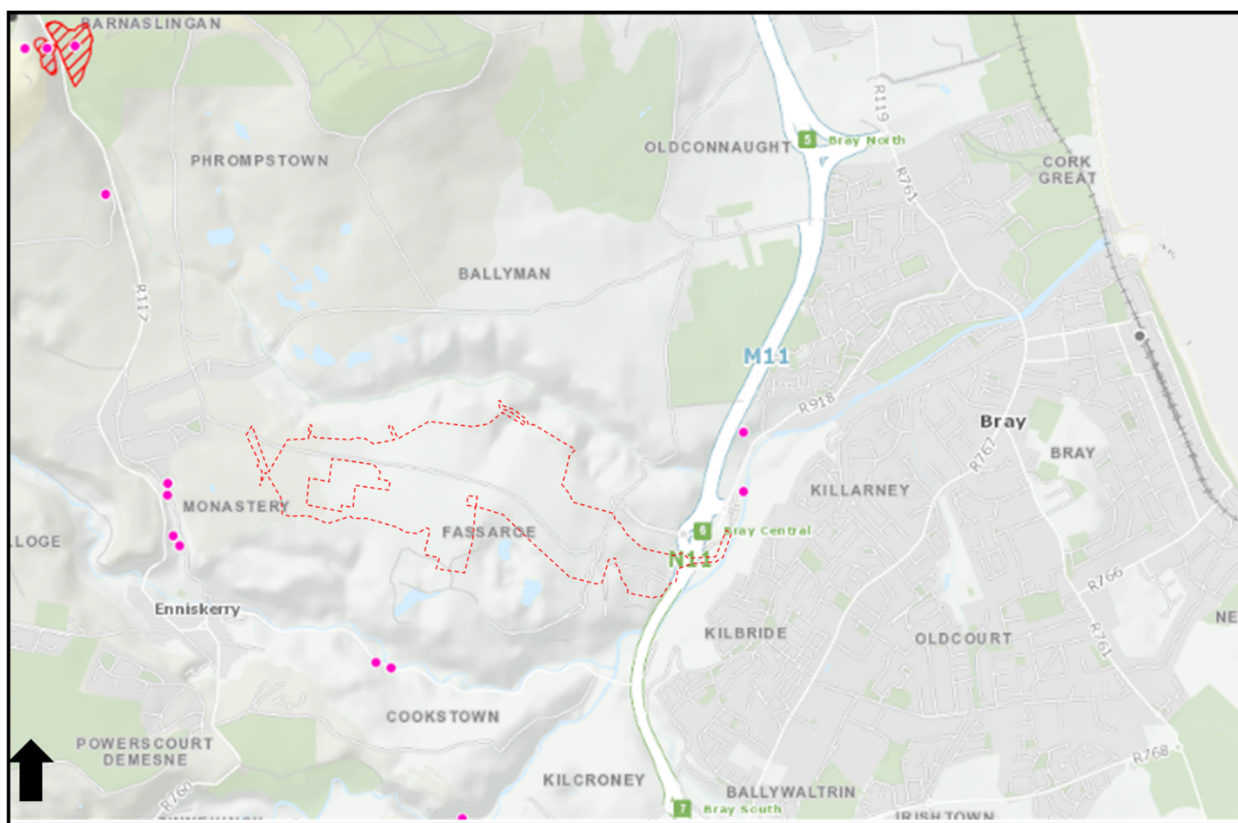 BARNASLINGAN
PHROMPSTOWN
OLDCONNAUGHT
5 Bray North
R119
R761
CORK
GREAT
BALLYMAN
R117
M11
R918
Bray
R767
BRAY
MONASTERY
FASSAROE
KILLARNEY
6 Bray Central
N11
LOGE
Enniskerry
R766
NE
KILBRIDE
OLDCOURT
R761
COOKSTOWN
POWERSCOURT
DEMESNE
KILCRONEY
R768
R760
BALLYWALTRIN
7 Bray South
IRISHTOWN